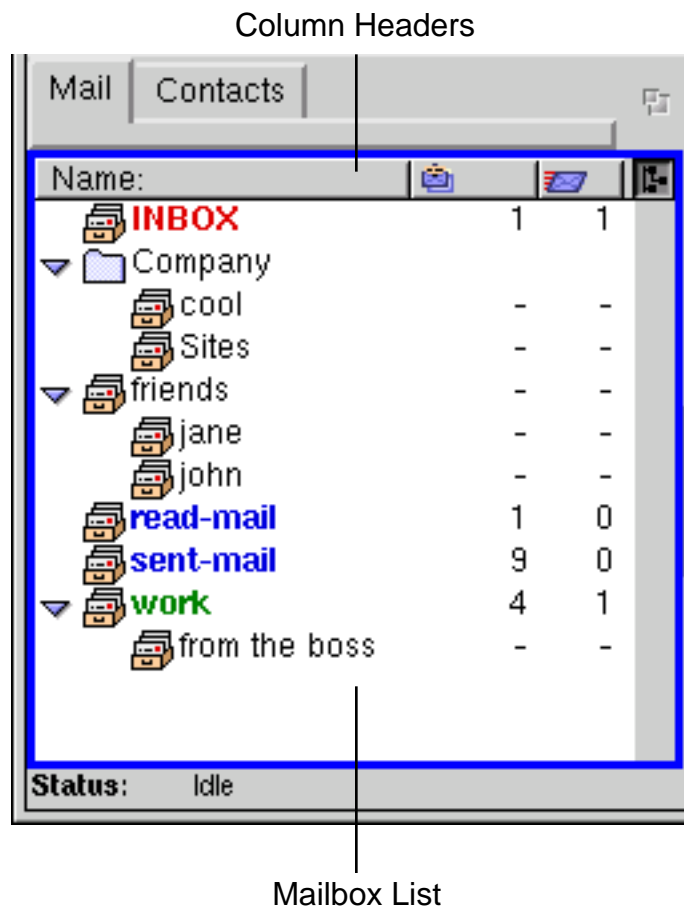 Column Headers
Mail Contacts
Name:
INBOX 1 1
Company
cool - -
Sites - -
friends - -
jane - -
john - -
read-mail 1 0
sent-mail 9 0
work 4 1
from the boss - -
Status: Idle
Mailbox List